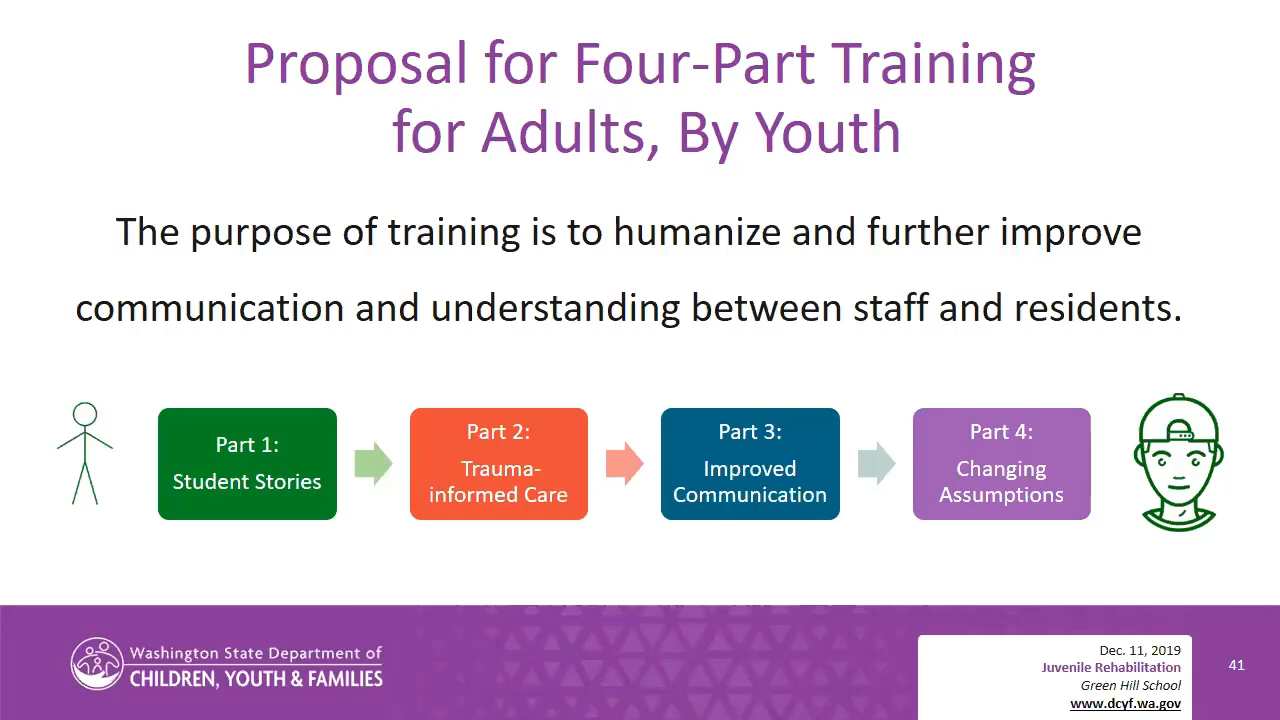 Proposal for Four-Part Training
for Adults, By Youth
The purpose of training is to humanize and further improve
communication and understanding between staff and residents.
Part 1:
Student Stories
Part 2:
Trauma-
informed Care
Part 3:
Improved
Communication
Part 4:
Changing
Assumptions
Washington State Department of
CHILDREN, YOUTH & FAMILIES
Dec. 11, 2019
Juvenile Rehabilitation
Green Hill School
www.dcyf.wa.gov
41